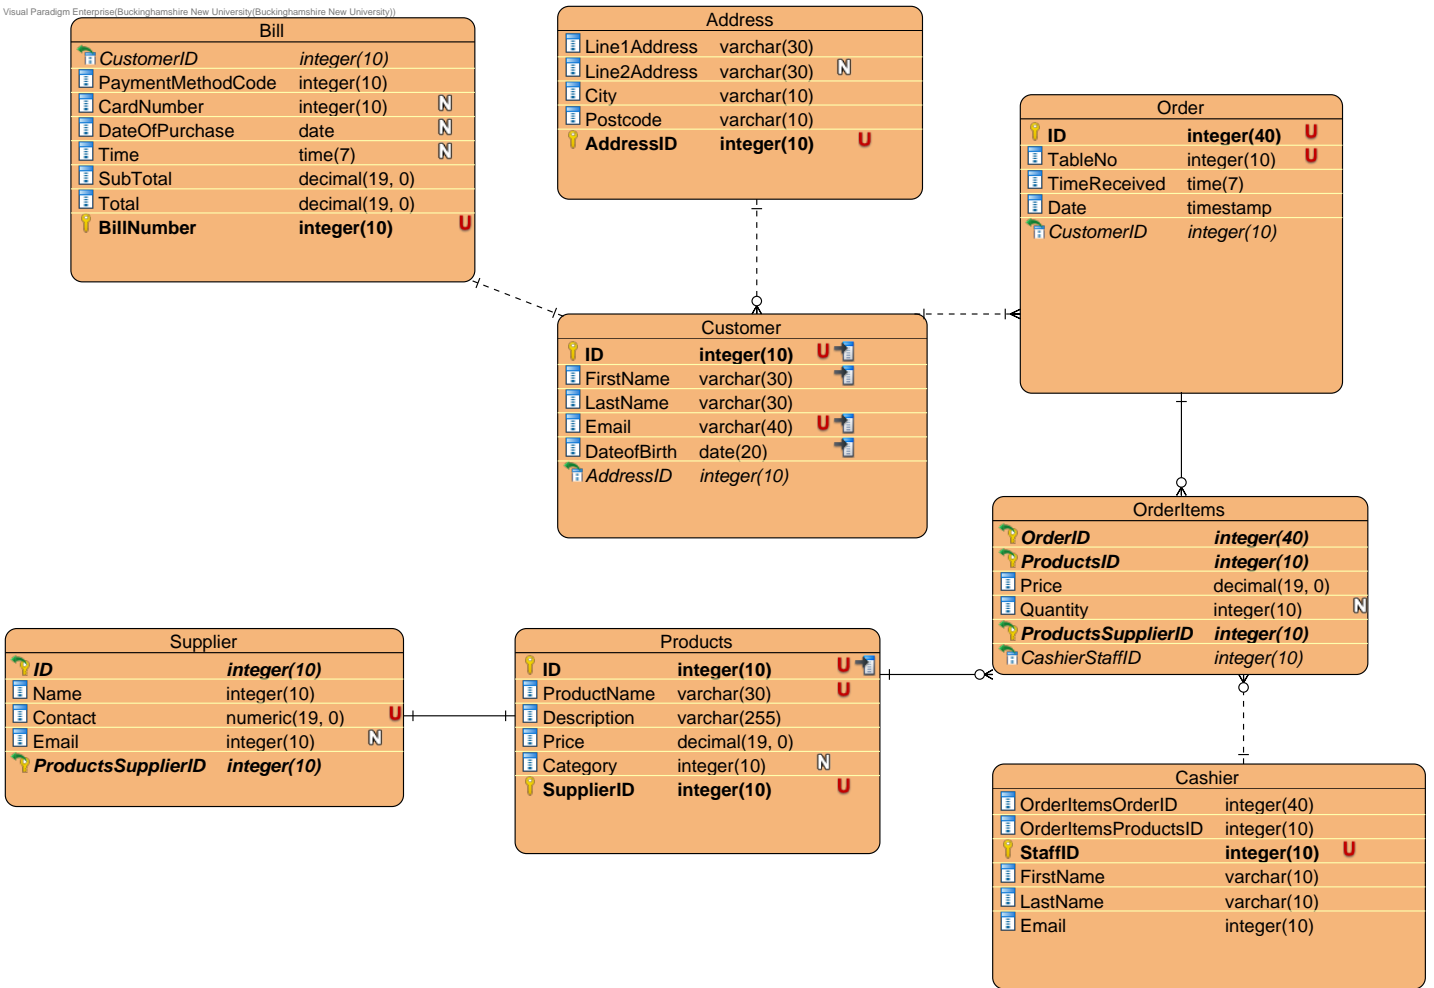 Visual Paradigm Enterprise(Buckinghamshire New University(Buckinghamshire New University))
Bill
CustomerID integer(10)
PaymentMethodCode integer(10)
CardNumber integer(10) N
DateOfPurchase date N
Time time(7) N
SubTotal decimal(19, 0)
Total decimal(19, 0)
BillNumber integer(10) U
Address
Line1Address varchar(30)
Line2Address varchar(30) N
City varchar(10)
Postcode varchar(10)
AddressID integer(10) U
Order
ID integer(40) U
TableNo integer(10) U
TimeReceived time(7)
Date timestamp
CustomerID integer(10)
Customer
ID integer(10) U
FirstName varchar(30)
LastName varchar(30)
Email varchar(40) U
DateofBirth date(20)
AddressID integer(10)
OrderItems
OrderID integer(40)
ProductsID integer(10)
Price decimal(19, 0)
Quantity integer(10) N
ProductsSupplierID integer(10)
CashierStaffID integer(10)
Supplier
ID integer(10)
Name integer(10)
Contact numeric(19, 0) U
Email integer(10) N
ProductsSupplierID integer(10)
Products
ID integer(10) U
ProductName varchar(30) U
Description varchar(255)
Price decimal(19, 0)
Category integer(10) N
SupplierID integer(10) U
Cashier
OrderItemsOrderID integer(40)
OrderItemsProductsID integer(10)
StaffID integer(10) U
FirstName varchar(10)
LastName varchar(10)
Email integer(10)